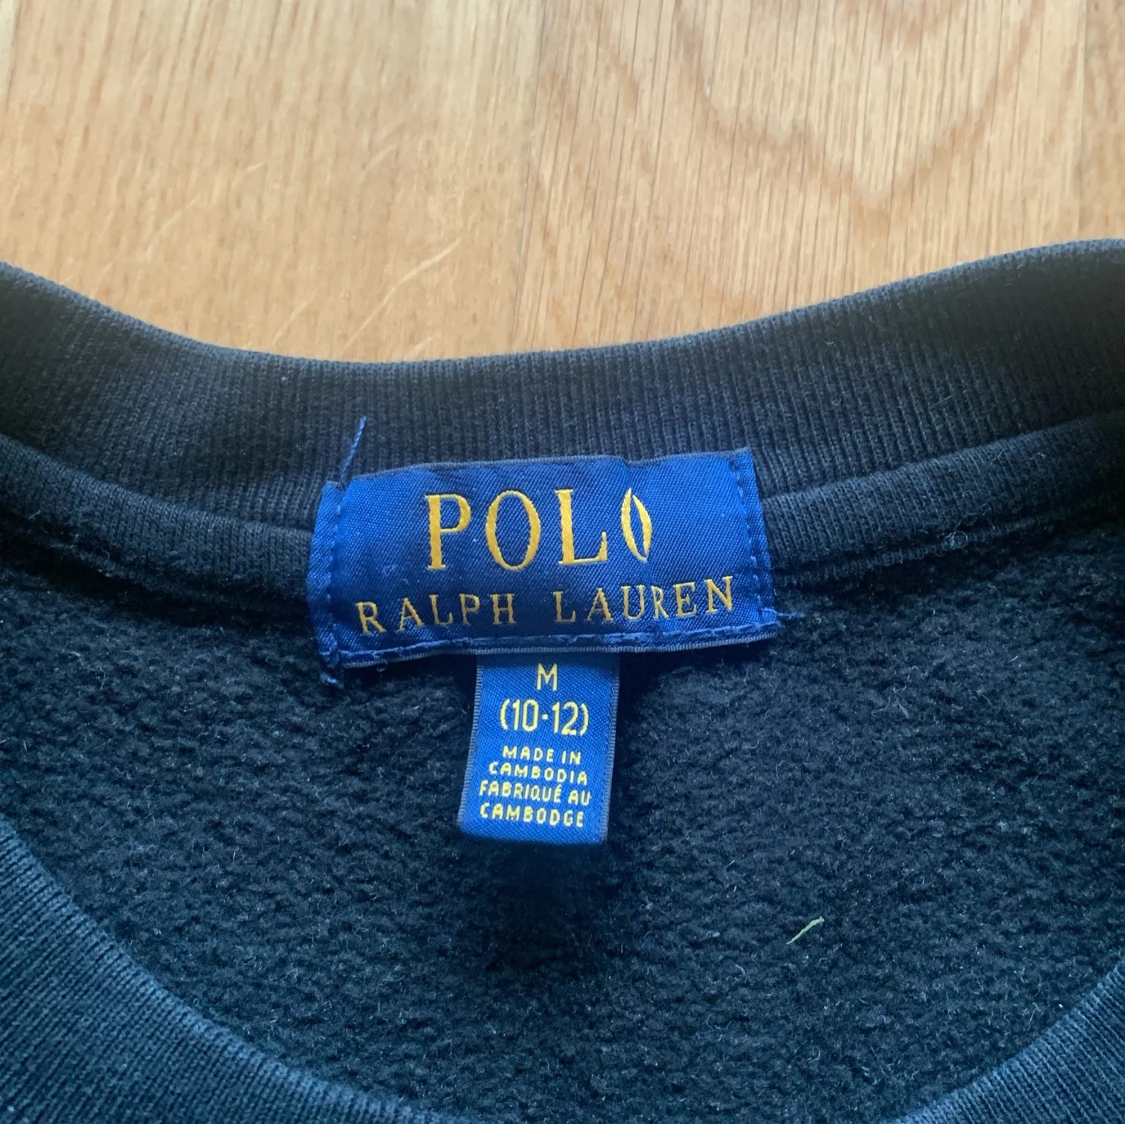 POLO
RALPH LAUREN
M
(10-12)
MADE IN
CAMBODIA
FABRIQUÉ AU
CAMBODGE